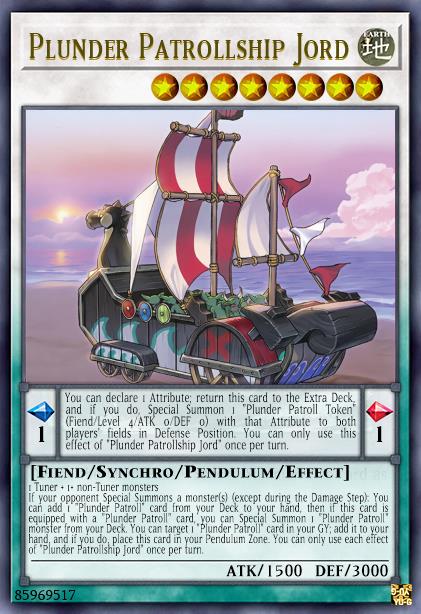 Plunder Patrollship Jord
EARTH
地
You can declare 1 Attribute; return this card to the Extra Deck,
and if you do, Special Summon 1 "Plunder Patroll Token"
(Fiend/Level 4/ATK 0/DEF 0) with that Attribute to both
players' fields in Defense Position. You can only use this
effect of "Plunder Patrollship Jord" once per turn.
1
1
[Fiend/Synchro/Pendulum/Effect]
1 Tuner + 1+ non-Tuner monsters
If your opponent Special Summons a monster(s) (except during the Damage Step): You
can add 1 "Plunder Patroll" card from your Deck to your hand, then if this card is
equipped with a "Plunder Patroll" card, you can Special Summon 1 "Plunder Patroll"
monster from your Deck. You can target 1 "Plunder Patroll" card in your GY; add it to your
hand, and if you do, place this card in your Pendulum Zone. You can only use each effect
of "Plunder Patrollship Jord" once per turn.
ATK/1500 DEF/3000
85969517